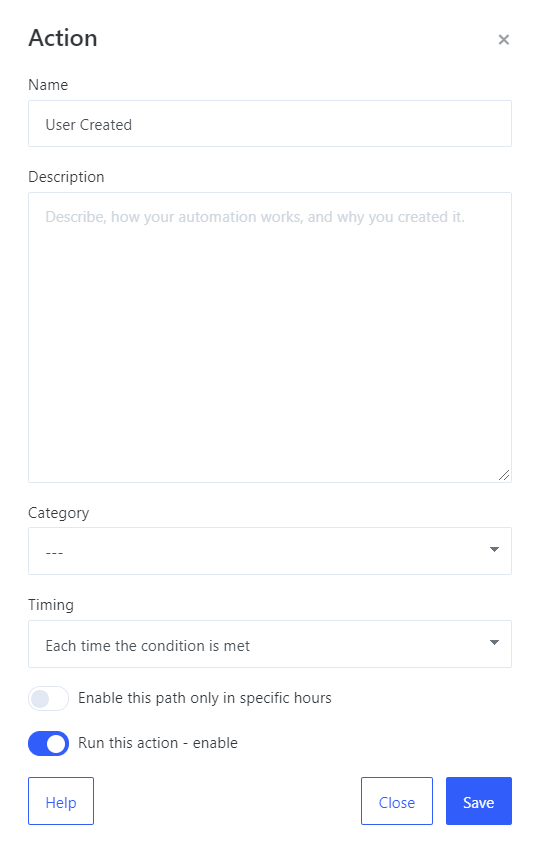 Action
×
Name
User Created
Description
Describe, how your automation works, and why you created it.
Category
---
Timing
Each time the condition is met
Enable this path only in specific hours
Run this action - enable
Help Close Save